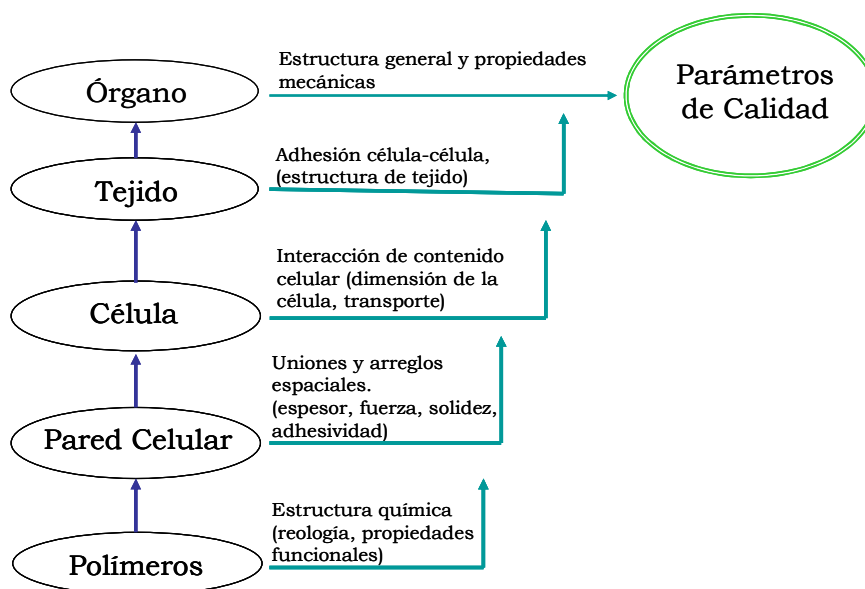 Órgano
Estructura general y propiedades
mecánicas
Parámetros
de Calidad
Tejido
Adhesión célula-célula,
(estructura de tejido)
Célula
Interacción de contenido
celular (dimensión de la
célula, transporte)
Pared Celular
Uniones y arreglos
espaciales.
(espesor, fuerza, solidez,
adhesividad)
Polímeros
Estructura química
(reología, propiedades
funcionales)